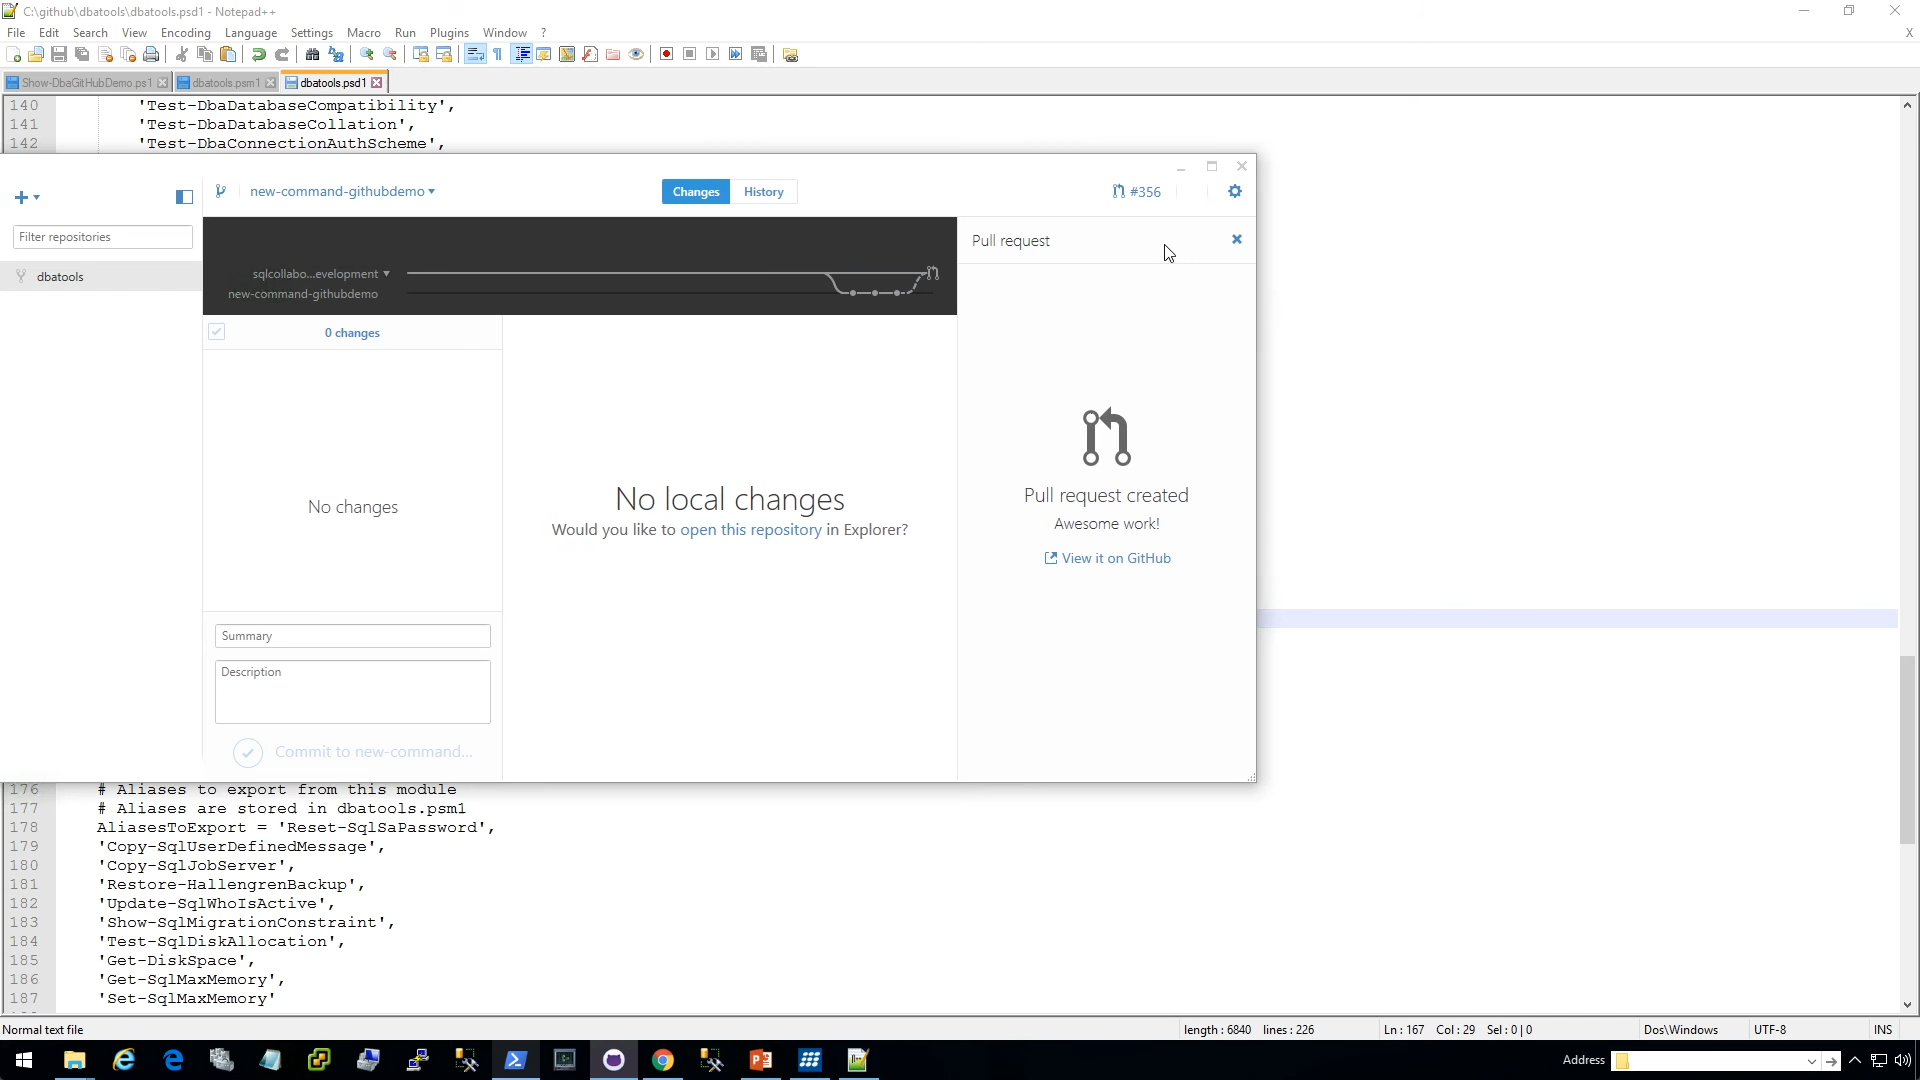 C:\github\dbatools\dbatools.psd1 - Notepad++
File Edit Search View Encoding Language Settings Macro Run Plugins Window ?
X
Show-DbaGitHubDemo.ps1 dbatools.psm1 dbatools.psd1
140 'Test-DbaDatabaseCompatibility',
141 'Test-DbaDatabaseCollation',
142 'Test-DbaConnectionAuthScheme',
new-command-githubdemo
Changes History
#356
Filter repositories
dbatools
Pull request
sqlcollabo...evelopment
new-command-githubdemo
0 changes
No changes
No local changes
Would you like to open this repository in Explorer?
Pull request created
Awesome work!
View it on GitHub
Summary
Description
Commit to new-command...
176 # Aliases to export from this module
177 # Aliases are stored in dbatools.psm1
178 AliasesToExport = 'Reset-SqlSaPassword',
179 'Copy-SqlUserDefinedMessage',
180 'Copy-SqlJobServer',
181 'Restore-HallengrenBackup',
182 'Update-SqlWhoIsActive',
183 'Show-SqlMigrationConstraint',
184 'Test-SqlDiskAllocation',
185 'Get-DiskSpace',
186 'Get-SqlMaxMemory',
187 'Set-SqlMaxMemory'
Normal text file length : 6840 lines : 226 Ln : 167 Col : 29 Sel : 0 | 0 Dos\Windows UTF-8 INS
Address